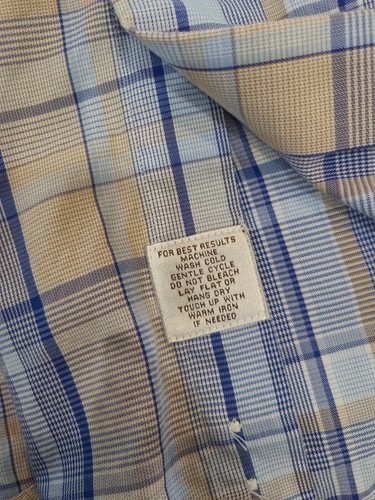 FOR BEST RESULTS
MACHINE
WASH COLD
GENTLE CYCLE
DO NOT BLEACH
LAY FLAT OR
HANG DRY
TOUCH UP WITH
WARM IRON
IF NEEDED